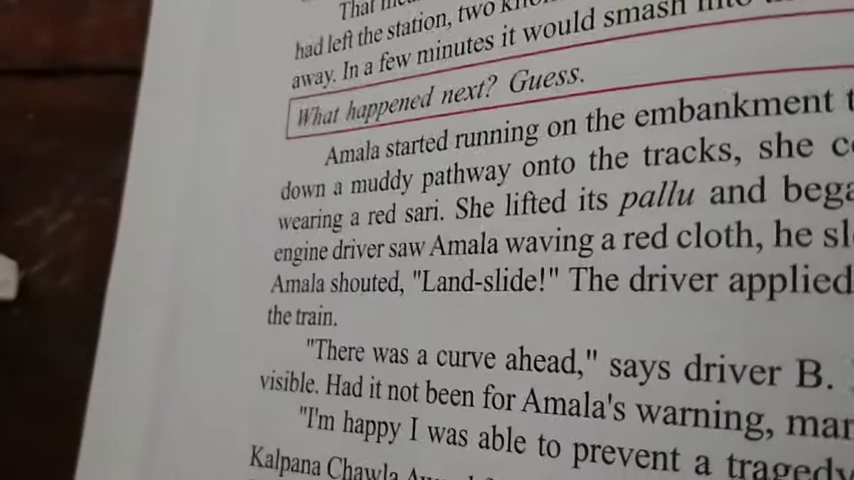 That
had left the station, two
away. In a few minutes it would smash into
What happened next? Guess.
Amala started running on the embankment
down a muddy pathway onto the tracks, she
wearing a red sari. She lifted its pallu and
engine driver saw Amala waving a red cloth, he
Amala shouted, "Land-slide!" The driver applied
the train.
"There was a curve ahead," says driver B.
visible. Had it not been for Amala's warning,
"I'm happy I was able to prevent a tragedy
Kalpana Chawla